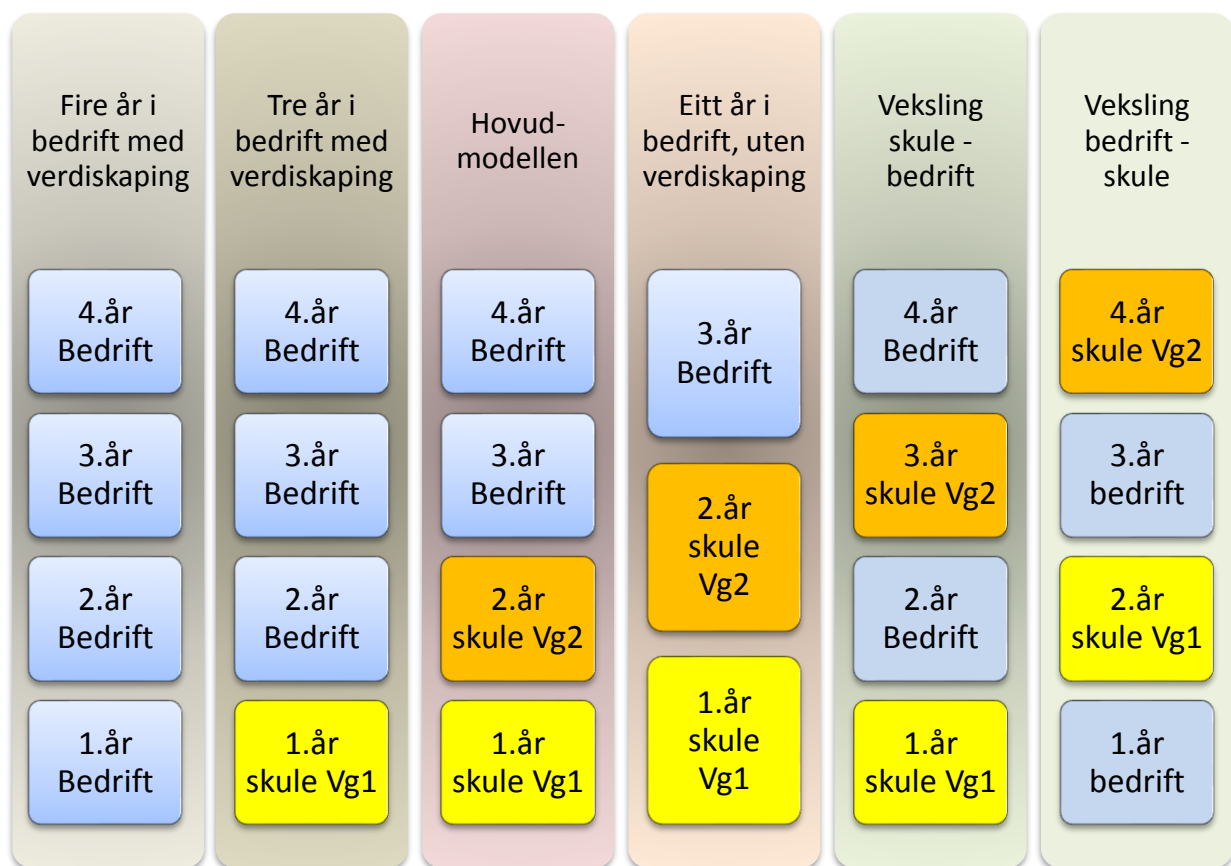 Fire år i
bedrift med
verdiskaping
4.år
Bedrift
3.år
Bedrift
2.år
Bedrift
1.år
Bedrift
Tre år i
bedrift med
verdiskaping
4.år
Bedrift
3.år
Bedrift
2.år
Bedrift
1.år
skule Vg1
Hovud-
modellen
4.år
Bedrift
3.år
Bedrift
2.år
skule Vg2
1.år
skule Vg1
Eitt år i
bedrift, uten
verdiskaping
3.år
Bedrift
2.år
skule
Vg2
1.år
skule
Vg1
Veksling
skule -
bedrift
4.år
Bedrift
3.år
skule Vg2
2.år
Bedrift
1.år
skule Vg1
Veksling
bedrift -
skule
4.år
skule Vg2
3.år
bedrift
2.år
skule Vg1
1.år
bedrift